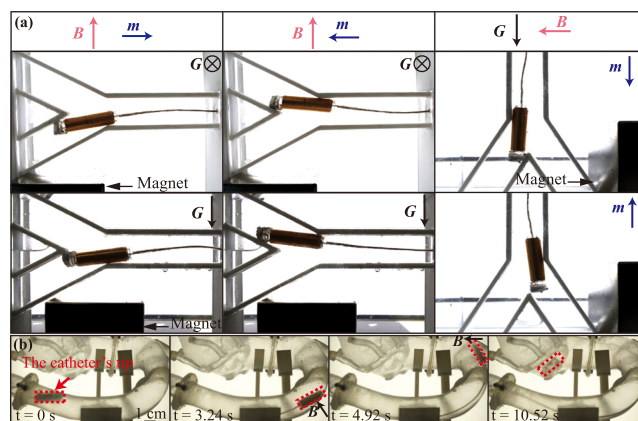 (a)
B m
B m
G B
G⊗
G⊗
m
Magnet
Magnet
G
G
m
Magnet
(b)
The catheter's tip
1 cm
t = 0 s
B
t = 3.24 s
B
t = 4.92 s
t = 10.52 s